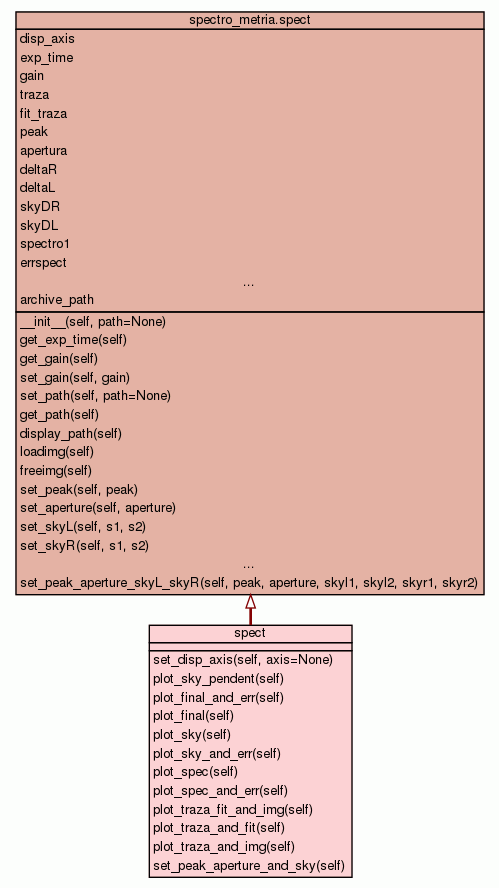 spectro_metria.spect
disp_axis
exp_time
gain
traza
fit_traza
peak
apertura
deltaR
deltaL
skyDR
skyDL
spectro1
errspect
...
archive_path
__init__(self, path=None)
get_exp_time(self)
get_gain(self)
set_gain(self, gain)
set_path(self, path=None)
get_path(self)
display_path(self)
loadimg(self)
freeimg(self)
set_peak(self, peak)
set_aperture(self, aperture)
set_skyL(self, s1, s2)
set_skyR(self, s1, s2)
...
set_peak_aperture_skyL_skyR(self, peak, aperture, skyl1, skyl2, skyr1, skyr2)
spect
set_disp_axis(self, axis=None)
plot_sky_pendent(self)
plot_final_and_err(self)
plot_final(self)
plot_sky(self)
plot_sky_and_err(self)
plot_spec(self)
plot_spec_and_err(self)
plot_traza_fit_and_img(self)
plot_traza_and_fit(self)
plot_traza_and_img(self)
set_peak_aperture_and_sky(self)